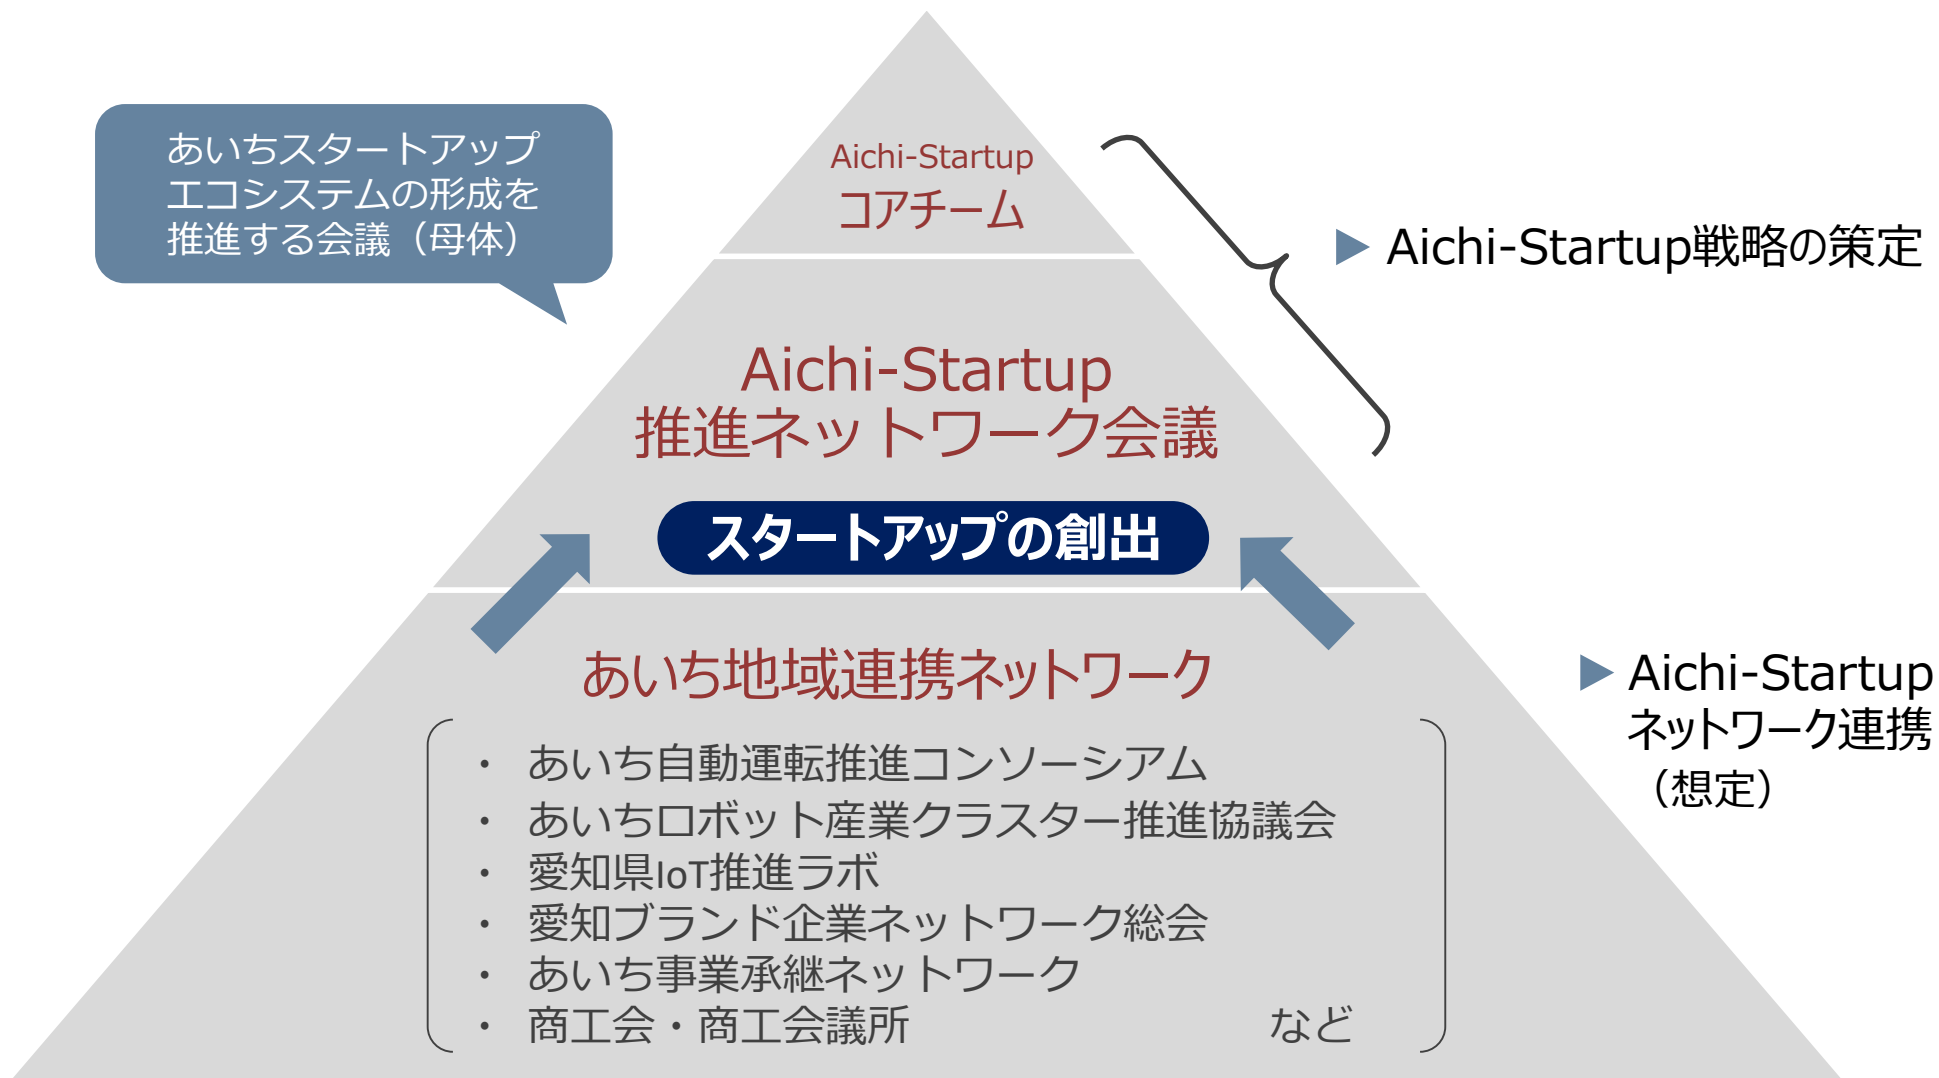 あいちスタートアップ
エコシステムの形成を
推進する会議（母体）
Aichi-Startup
コアチーム
Aichi-Startup戦略の策定
Aichi-Startup
推進ネットワーク会議
スタートアップの創出
あいち地域連携ネットワーク
・ あいち自動運転推進コンソーシアム
・ あいちロボット産業クラスター推進協議会
・ 愛知県IoT推進ラボ
・ 愛知ブランド企業ネットワーク総会
・ あいち事業承継ネットワーク
・ 商工会・商工会議所 など
Aichi-Startup
ネットワーク連携
（想定）